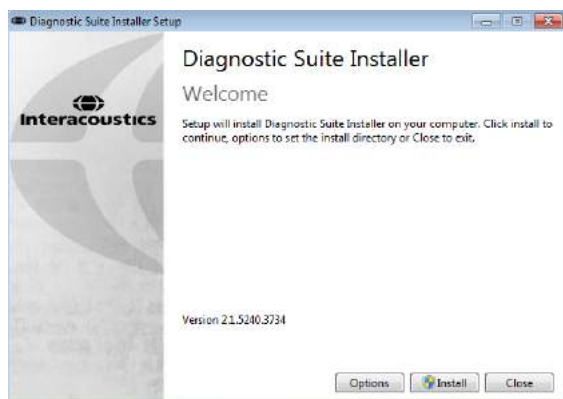 Diagnostic Suite Installer Setup
Diagnostic Suite Installer
Welcome
Interacoustics
Setup will install Diagnostic Suite Installer on your computer. Click install to
continue, options to set the install directory or Close to exit.
Version 2.1.5240.3734
Options
Install
Close